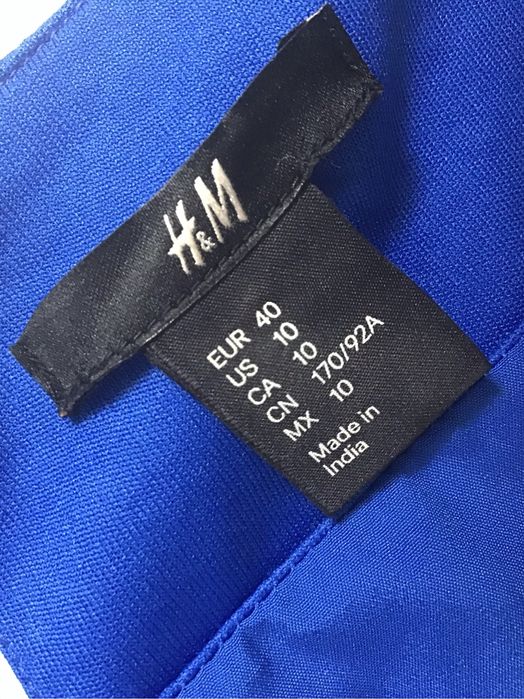 H&M
EUR 40
US 10
CA 10
CN 170/92A
MX 10
Made in
India